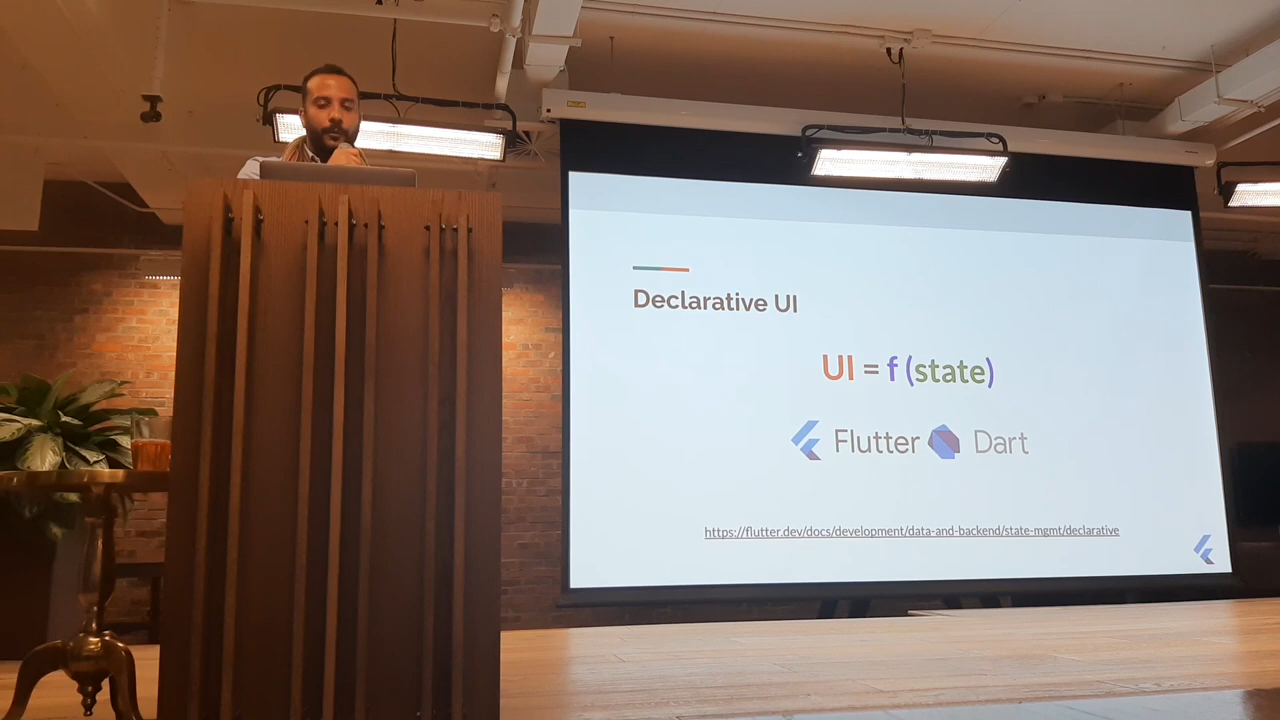 Declarative UI
UI = f (state)
Flutter Dart
https://flutter.dev/docs/development/data-and-backend/state-mgmt/declarative